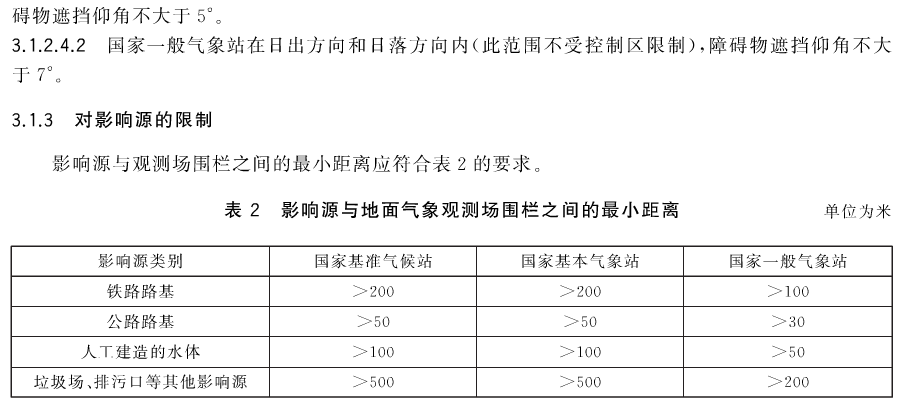 碍物遮挡仰角不大于 5°。
3.1.2.4.2 国家一般气象站在日出方向和日落方向内(此范围不受控制区限制),障碍物遮挡仰角不大
于 7°。
3.1.3 对影响源的限制
影响源与观测场围栏之间的最小距离应符合表 2 的要求。
表 2 影响源与地面气象观测场围栏之间的最小距离 单位为米
影响源类别 国家基准气候站 国家基本气象站 国家一般气象站
铁路路基 >200 >200 >100
公路路基 >50 >50 >30
人工建造的水体 >100 >100 >50
垃圾场、排污口等其他影响源 >500 >500 >200